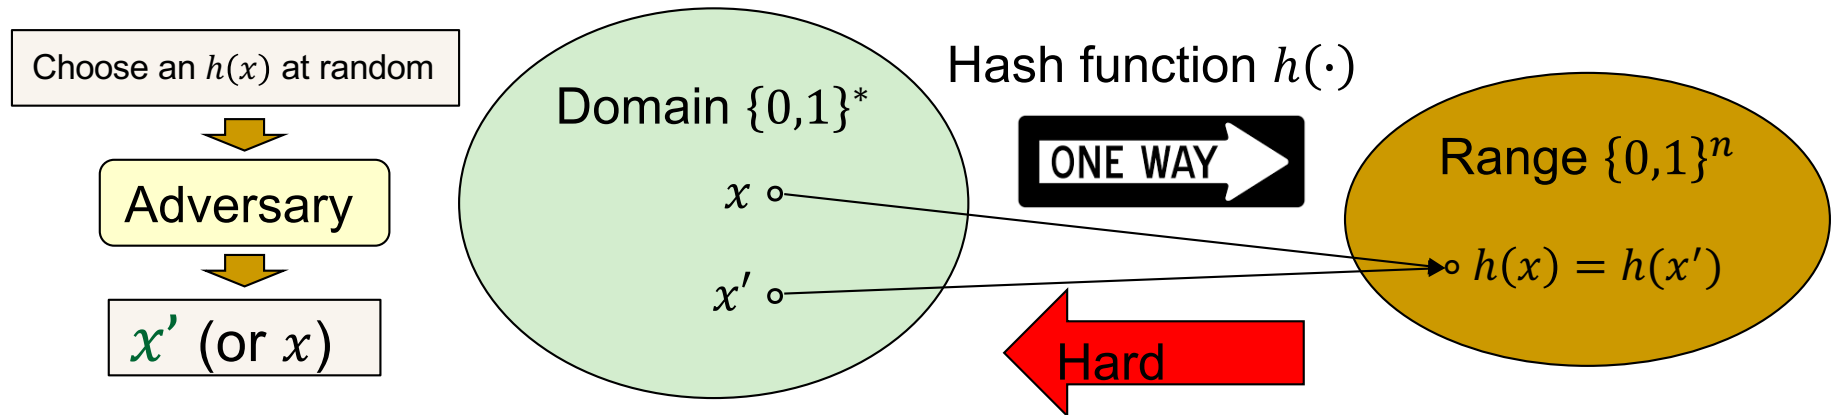 Choose an h(x) at random
Adversary
x’ (or x)
Domain {0,1}*
x
x′
Hash function h(·)
ONE WAY
Hard
Range {0,1}ⁿ
h(x) = h(x′)